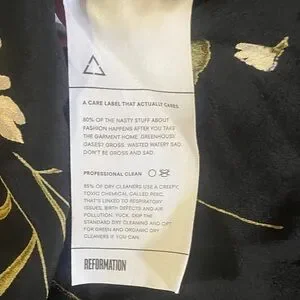 A CARE LABEL THAT ACTUALLY CARES
80% OF THE NASTY STUFF ABOUT
FASHION HAPPENS AFTER YOU TAKE
THE GARMENT HOME. GREENHOUSE
GASES? GROSS. WASTED WATER? SAD.
DON'T BE GROSS AND SAD.
PROFESSIONAL CLEAN
85% OF DRY CLEANERS USE A CREEPY,
TOXIC CHEMICAL CALLED PERC,
THAT'S LINKED TO RESPIRATORY
ISSUES, BIRTH DEFECTS AND AIR
POLLUTION. YUCK. SKIP THE
STANDARD DRY CLEANING AND OPT
FOR GREEN AND ORGANIC DRY
CLEANERS IF YOU CAN.
REFORMATION